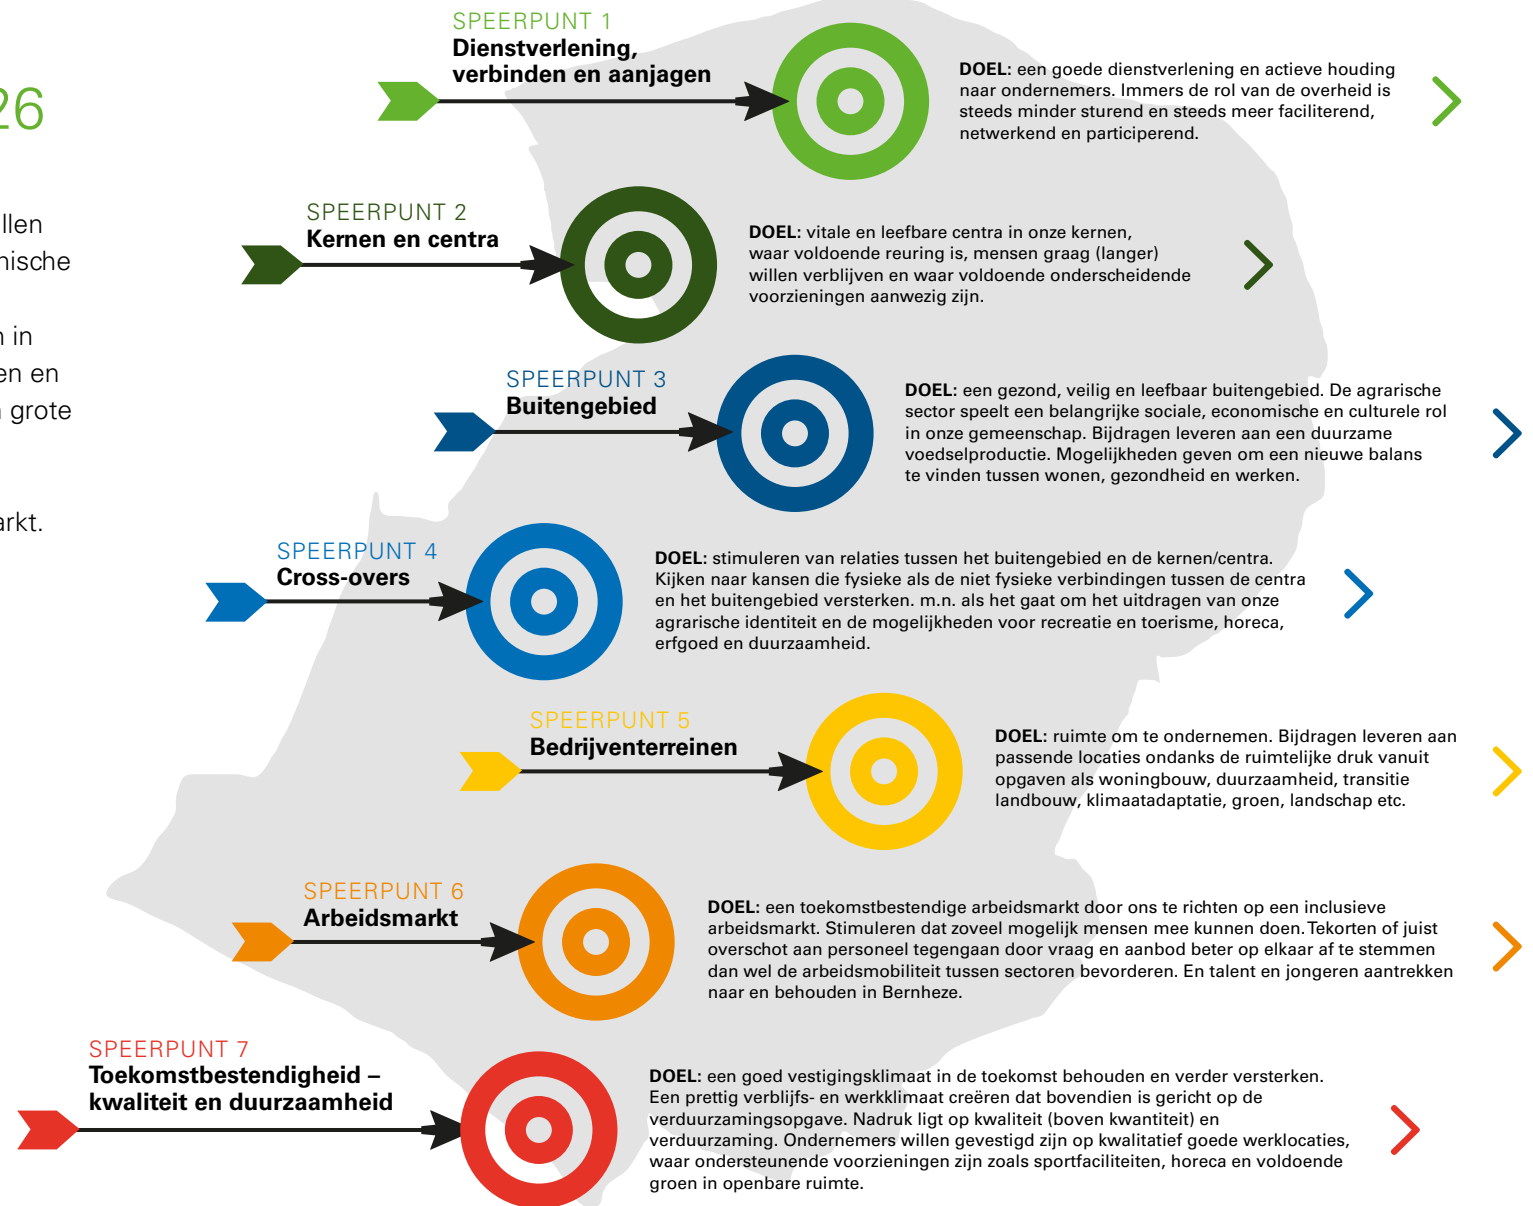 26
llen
nische
n in
en en
n grote
arkt.
SPEERPUNT 1
Dienstverlening,
verbinden en aanjagen
DOEL: een goede dienstverlening en actieve houding
naar ondernemers. Immers de rol van de overheid is
steeds minder sturend en steeds meer faciliterend,
netwerkend en participerend.
SPEERPUNT 2
Kernen en centra
DOEL: vitale en leefbare centra in onze kernen,
waar voldoende reuring is, mensen graag (langer)
willen verblijven en waar voldoende onderscheidende
voorzieningen aanwezig zijn.
SPEERPUNT 3
Buitengebied
DOEL: een gezond, veilig en leefbaar buitengebied. De agrarische
sector speelt een belangrijke sociale, economische en culturele rol
in onze gemeenschap. Bijdragen leveren aan een duurzame
voedselproductie. Mogelijkheden geven om een nieuwe balans
te vinden tussen wonen, gezondheid en werken.
SPEERPUNT 4
Cross-overs
DOEL: stimuleren van relaties tussen het buitengebied en de kernen/centra.
Kijken naar kansen die fysieke als de niet fysieke verbindingen tussen de centra
en het buitengebied versterken. m.n. als het gaat om het uitdragen van onze
agrarische identiteit en de mogelijkheden voor recreatie en toerisme, horeca,
erfgoed en duurzaamheid.
SPEERPUNT 5
Bedrijventerreinen
DOEL: ruimte om te ondernemen. Bijdragen leveren aan
passende locaties ondanks de ruimtelijke druk vanuit
opgaven als woningbouw, duurzaamheid, transitie
landbouw, klimaatadaptatie, groen, landschap etc.
SPEERPUNT 6
Arbeidsmarkt
DOEL: een toekomstbestendige arbeidsmarkt door ons te richten op een inclusieve
arbeidsmarkt. Stimuleren dat zoveel mogelijk mensen mee kunnen doen. Tekorten of juist
overschot aan personeel tegengaan door vraag en aanbod beter op elkaar af te stemmen
dan wel de arbeidsmobiliteit tussen sectoren bevorderen. En talent en jongeren aantrekken
naar en behouden in Bernheze.
SPEERPUNT 7
Toekomstbestendigheid –
kwaliteit en duurzaamheid
DOEL: een goed vestigingsklimaat in de toekomst behouden en verder versterken.
Een prettig verblijfs- en werkklimaat creëren dat bovendien is gericht op de
verduurzamingsopgave. Nadruk ligt op kwaliteit (boven kwantiteit) en
verduurzaming. Ondernemers willen gevestigd zijn op kwalitatief goede werklocaties,
waar ondersteunende voorzieningen zijn zoals sportfaciliteiten, horeca en voldoende
groen in openbare ruimte.